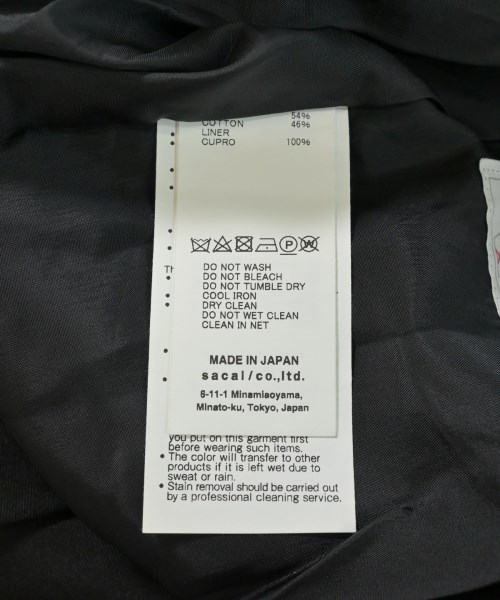 54%
COTTON 46%
LINER
CUPRO 100%
P W
DO NOT WASH
DO NOT BLEACH
DO NOT TUMBLE DRY
COOL IRON
DRY CLEAN
DO NOT WET CLEAN
CLEAN IN NET
MADE IN JAPAN
sacai/co.,ltd.
6-11-1 Minamiaoyama,
Minato-ku, Tokyo, Japan
you put on this garment first
before wearing such items.
• The color will transfer to other
products if it is left wet due to
sweat or rain.
• Stain removal should be carried out
by a professional cleaning service.